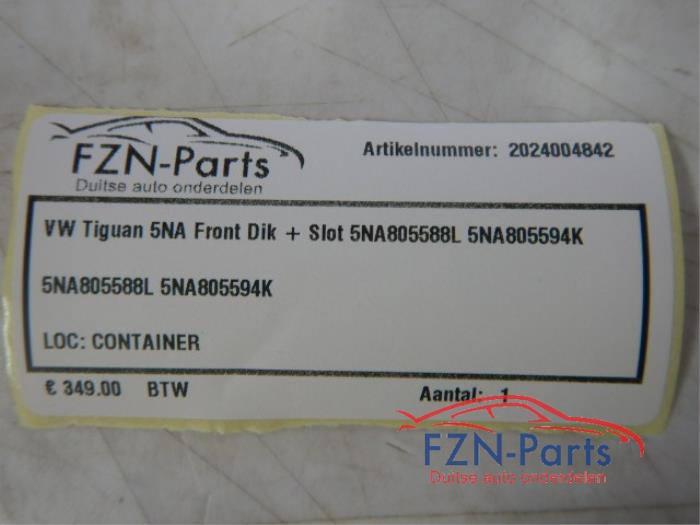 FZN-Parts
Duitse auto onderdelen
Artikelnummer: 2024004842
VW Tiguan 5NA Front Dik + Slot 5NA805588L 5NA805594K
5NA805588L 5NA805594K
LOC: CONTAINER
€ 349.00 BTW
Aantal: 1
FZN-Parts
Duitse auto onderdelen